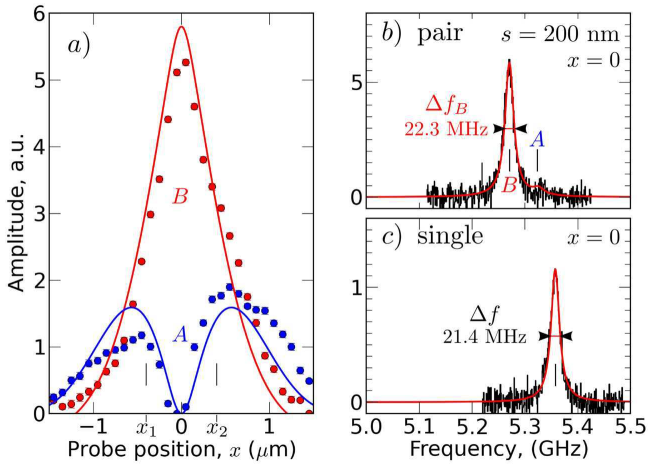 a)
6
5
4
3
2
1
0
Amplitude, a.u.
B
A
−1
x₁
0
x₂
1
Probe position, x (μm)
b) pair
s = 200 nm
x = 0
5
0
Δf_B
22.3 MHz
A
B
c) single
x = 0
1
0
Δf
21.4 MHz
5.0
5.1
5.2
5.3
5.4
5.5
Frequency, (GHz)